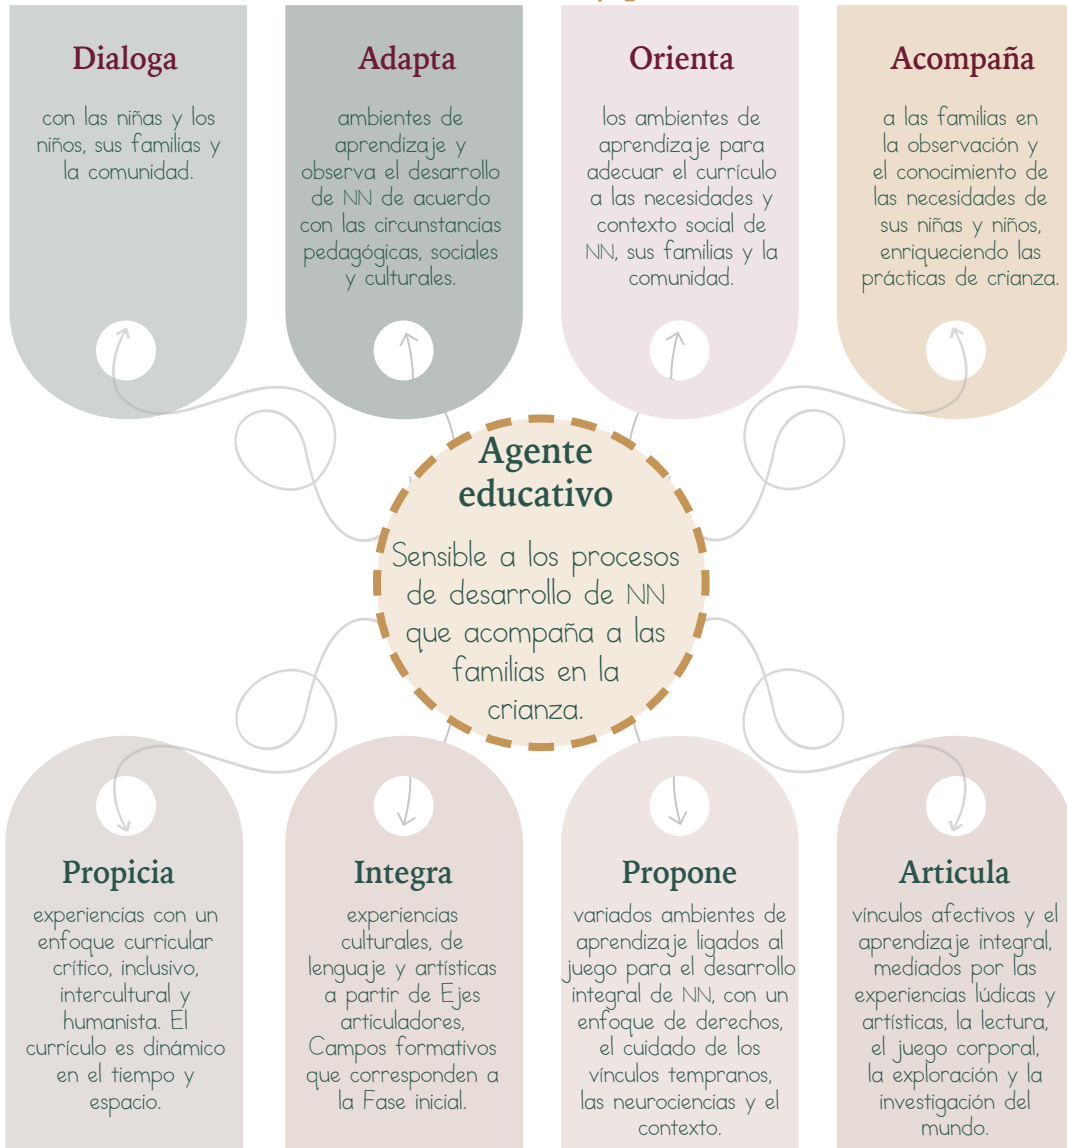 Dialoga
con las niñas y los
niños, sus familias y
la comunidad.
Adapta
ambientes de
aprendizaje y
observa el desarrollo
de NN de acuerdo
con las circunstancias
pedagógicas, sociales
y culturales.
Orienta
los ambientes de
aprendizaje para
adecuar el currículo
a las necesidades y
contexto social de
NN, sus familias y la
comunidad.
Acompaña
a las familias en
la observación y
el conocimiento de
las necesidades de
sus niñas y niños,
enriqueciendo las
prácticas de crianza.
Agente
educativo
Sensible a los procesos
de desarrollo de NN
que acompaña a las
familias en la
crianza.
Propicia
experiencias con un
enfoque curricular
crítico, inclusivo,
intercultural y
humanista. El
currículo es dinámico
en el tiempo y
espacio.
Integra
experiencias
culturales, de
lenguaje y artísticas
a partir de Ejes
articuladores,
Campos formativos
que corresponden a
la Fase inicial.
Propone
variados ambientes de
aprendizaje ligados al
juego para el desarrollo
integral de NN, con un
enfoque de derechos,
el cuidado de los
vínculos tempranos,
las neurociencias y el
contexto.
Articula
vínculos afectivos y el
aprendizaje integral,
mediados por las
experiencias lúdicas y
artísticas, la lectura,
el juego corporal,
la exploración y la
investigación del
mundo.